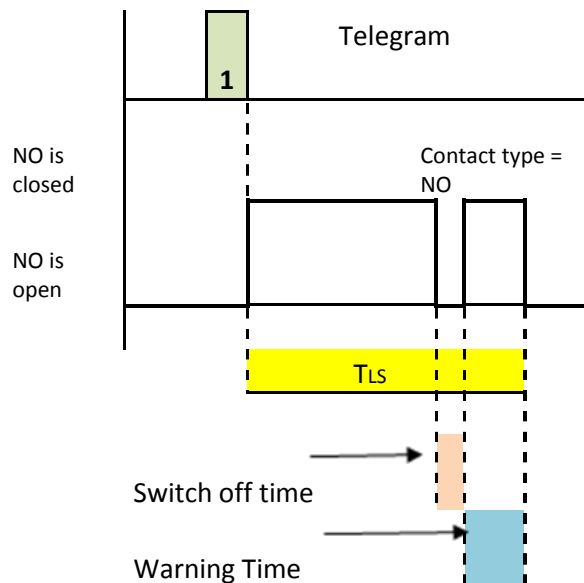 Telegram
1
NO is
closed
Contact type =
NO
NO is
open
TLS
Switch off time
Warning Time